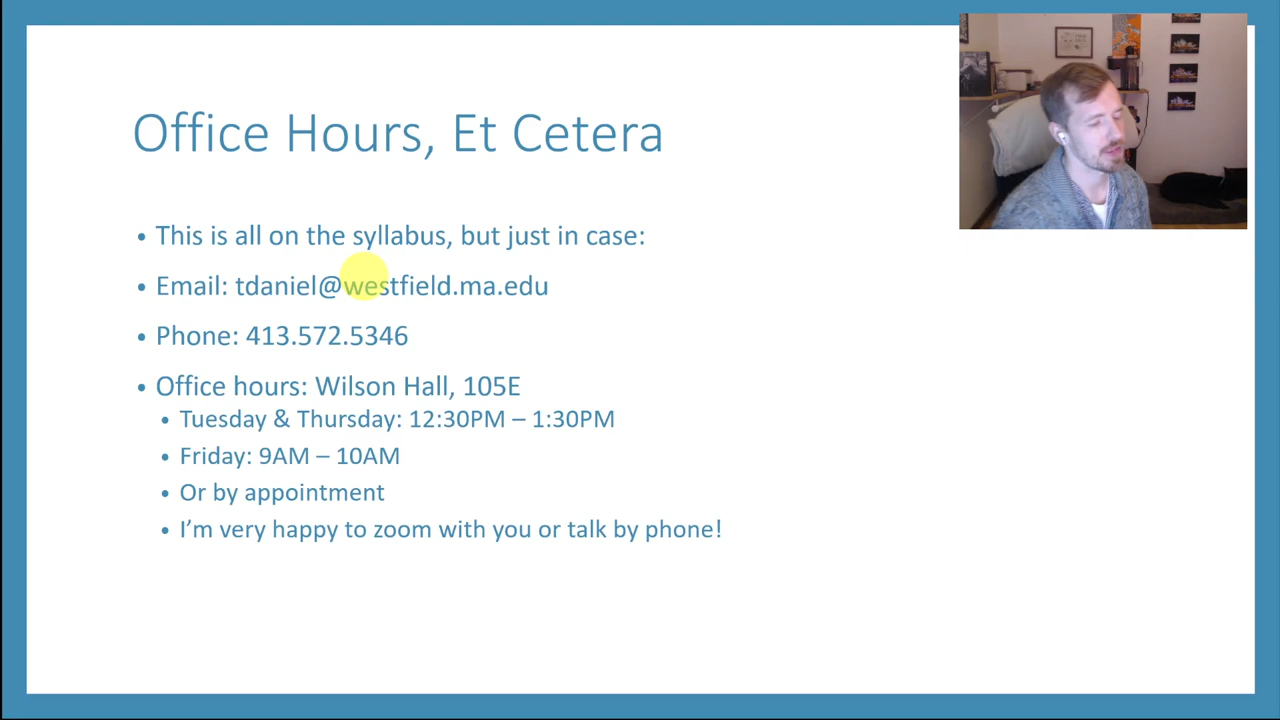 Office Hours, Et Cetera
• This is all on the syllabus, but just in case:
• Email: tdaniel@westfield.ma.edu
• Phone: 413.572.5346
• Office hours: Wilson Hall, 105E
• Tuesday & Thursday: 12:30PM – 1:30PM
• Friday: 9AM – 10AM
• Or by appointment
• I’m very happy to zoom with you or talk by phone!